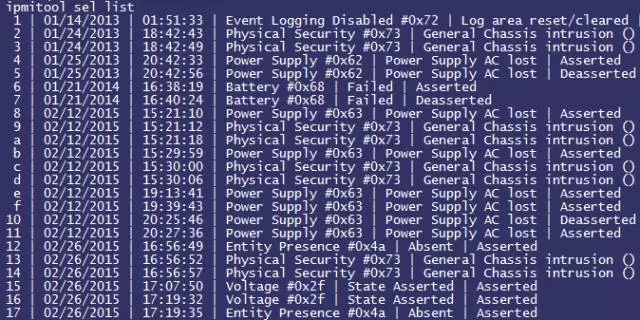 ipmitool sel list
1 | 01/14/2013 | 01:51:33 | Event Logging Disabled #0x72 | Log area reset/cleared
2 | 01/24/2013 | 18:42:43 | Physical Security #0x73 | General Chassis intrusion ()
3 | 01/24/2013 | 18:42:49 | Physical Security #0x73 | General Chassis intrusion ()
4 | 01/25/2013 | 20:42:33 | Power Supply #0x62 | Power Supply AC lost | Asserted
5 | 01/25/2013 | 20:42:56 | Power Supply #0x62 | Power Supply AC lost | Deasserted
6 | 01/21/2014 | 16:38:19 | Battery #0x68 | Failed | Asserted
7 | 01/21/2014 | 16:40:24 | Battery #0x68 | Failed | Deasserted
8 | 02/12/2015 | 15:21:10 | Power Supply #0x63 | Power Supply AC lost | Asserted
9 | 02/12/2015 | 15:21:12 | Physical Security #0x73 | General Chassis intrusion ()
a | 02/12/2015 | 15:21:18 | Physical Security #0x73 | General Chassis intrusion ()
b | 02/12/2015 | 15:29:59 | Power Supply #0x63 | Power Supply AC lost | Asserted
c | 02/12/2015 | 15:30:00 | Physical Security #0x73 | General Chassis intrusion ()
d | 02/12/2015 | 15:30:06 | Physical Security #0x73 | General Chassis intrusion ()
e | 02/12/2015 | 19:13:41 | Power Supply #0x63 | Power Supply AC lost | Asserted
f | 02/12/2015 | 19:39:43 | Power Supply #0x63 | Power Supply AC lost | Asserted
10 | 02/12/2015 | 20:25:46 | Power Supply #0x63 | Power Supply AC lost | Deasserted
11 | 02/12/2015 | 20:27:36 | Power Supply #0x63 | Power Supply AC lost | Asserted
12 | 02/26/2015 | 16:56:49 | Entity Presence #0x4a | Absent | Asserted
13 | 02/26/2015 | 16:56:52 | Physical Security #0x73 | General Chassis intrusion ()
14 | 02/26/2015 | 16:56:57 | Physical Security #0x73 | General Chassis intrusion ()
15 | 02/26/2015 | 17:07:50 | Voltage #0x2f | State Asserted | Asserted
16 | 02/26/2015 | 17:19:32 | Voltage #0x2f | State Asserted | Asserted
17 | 02/26/2015 | 17:19:35 | Entity Presence #0x4a | Absent | Asserted